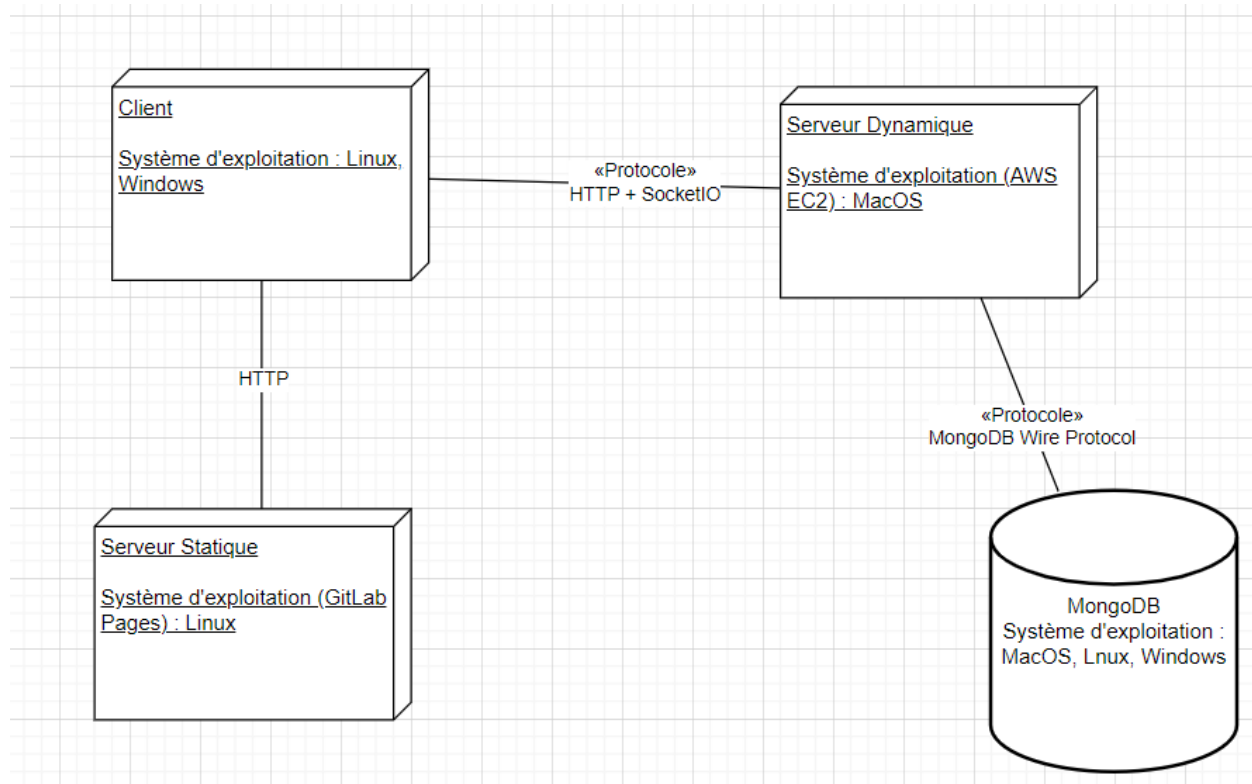 Client
Système d'exploitation : Linux,
Windows
«Protocole»
HTTP + SocketIO
Serveur Dynamique
Système d'exploitation (AWS
EC2) : MacOS
HTTP
«Protocole»
MongoDB Wire Protocol
Serveur Statique
Système d'exploitation (GitLab
Pages) : Linux
MongoDB
Système d'exploitation :
MacOS, Lnux, Windows